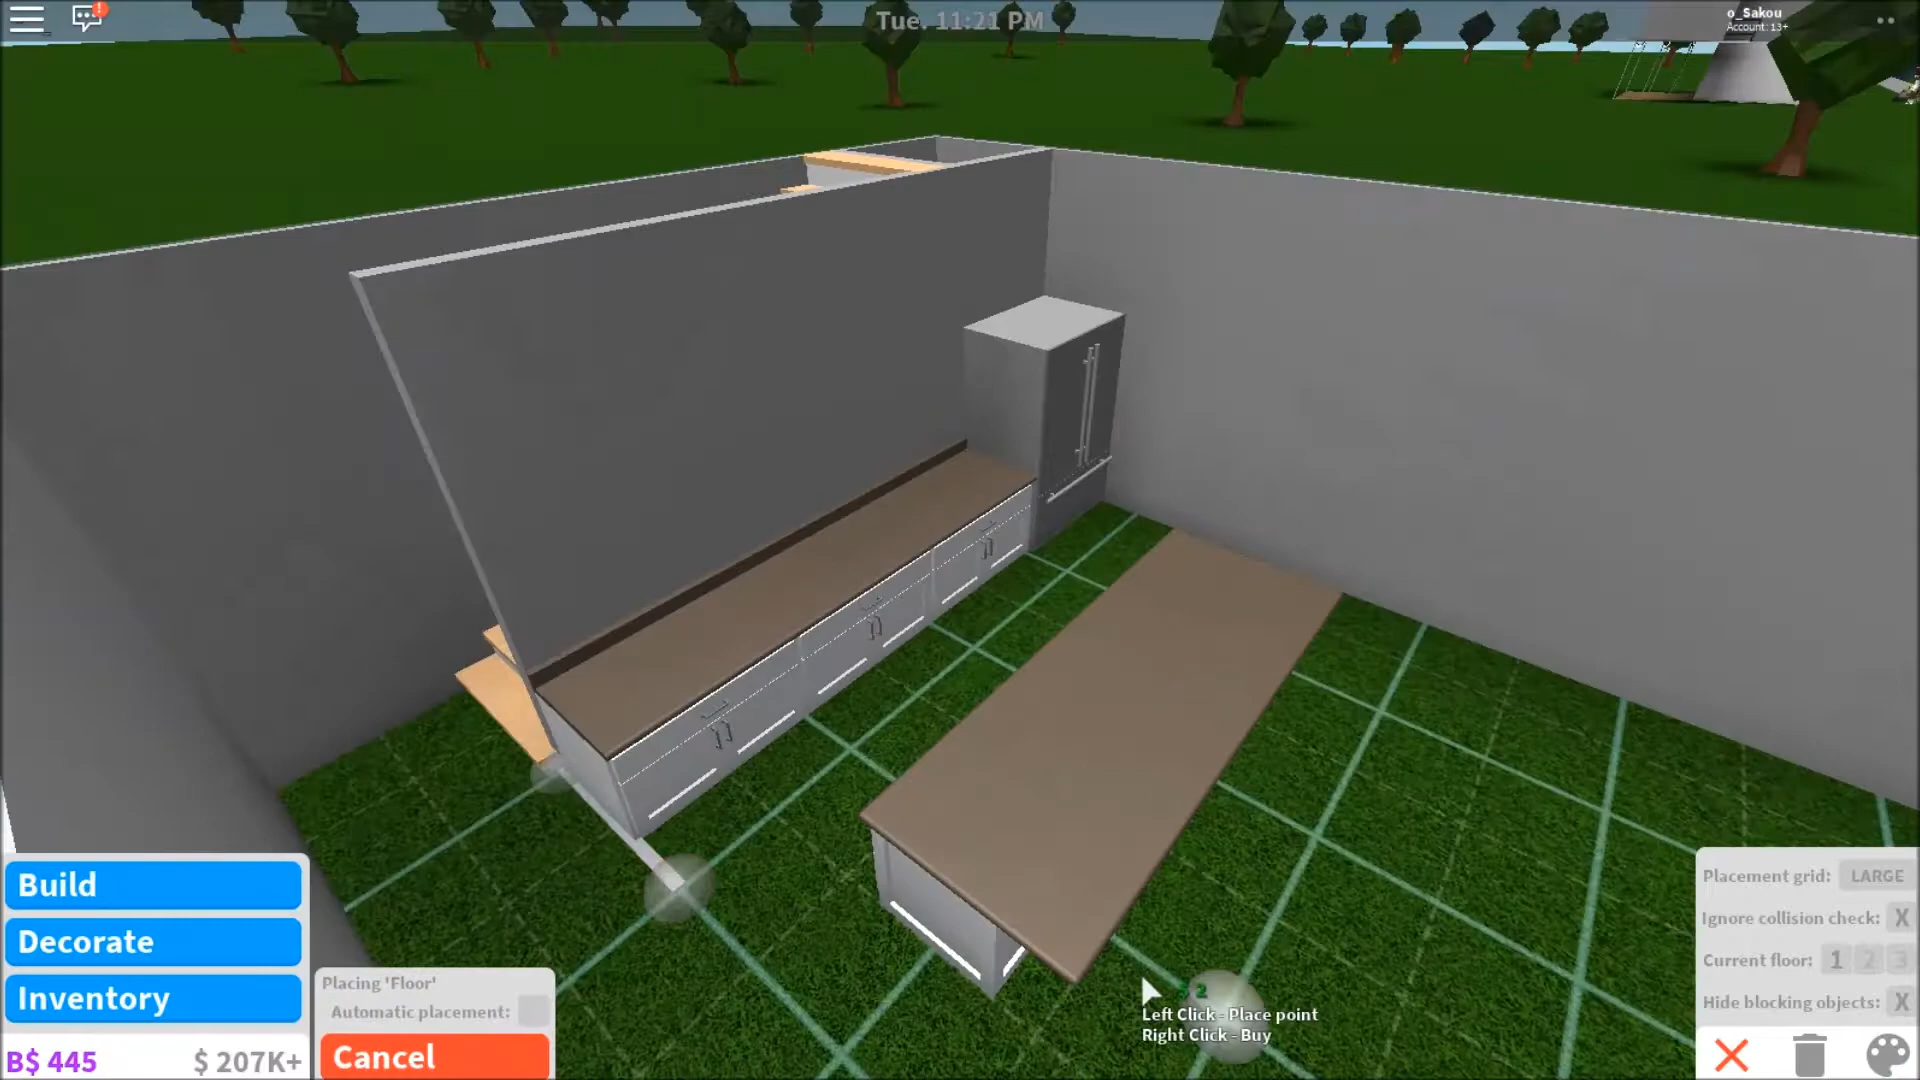 Tue. 11:21 PM
o_Sakou
Account: 13+
Build
Decorate
Inventory
B$ 445
$ 207K+
Placing 'Floor'
Automatic placement:
Cancel
2
Left Click - Place point
Right Click - Buy
Placement grid: LARGE
Ignore collision check: X
Current floor: 1 2 3
Hide blocking objects: X